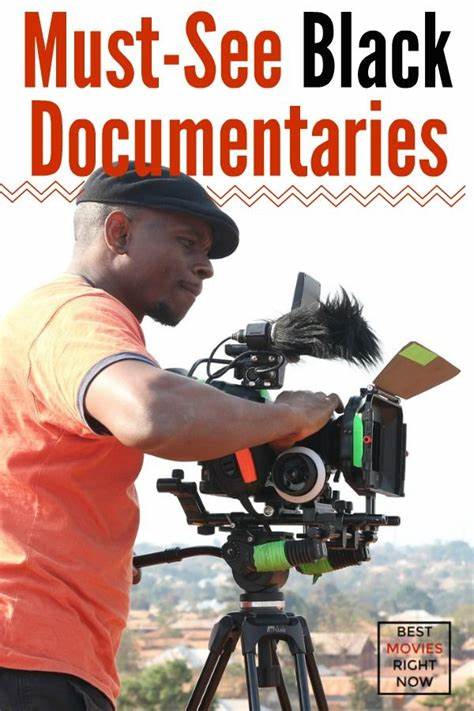 Must-See Black
Documentaries
BEST
MOVIES
RIGHT
NOW